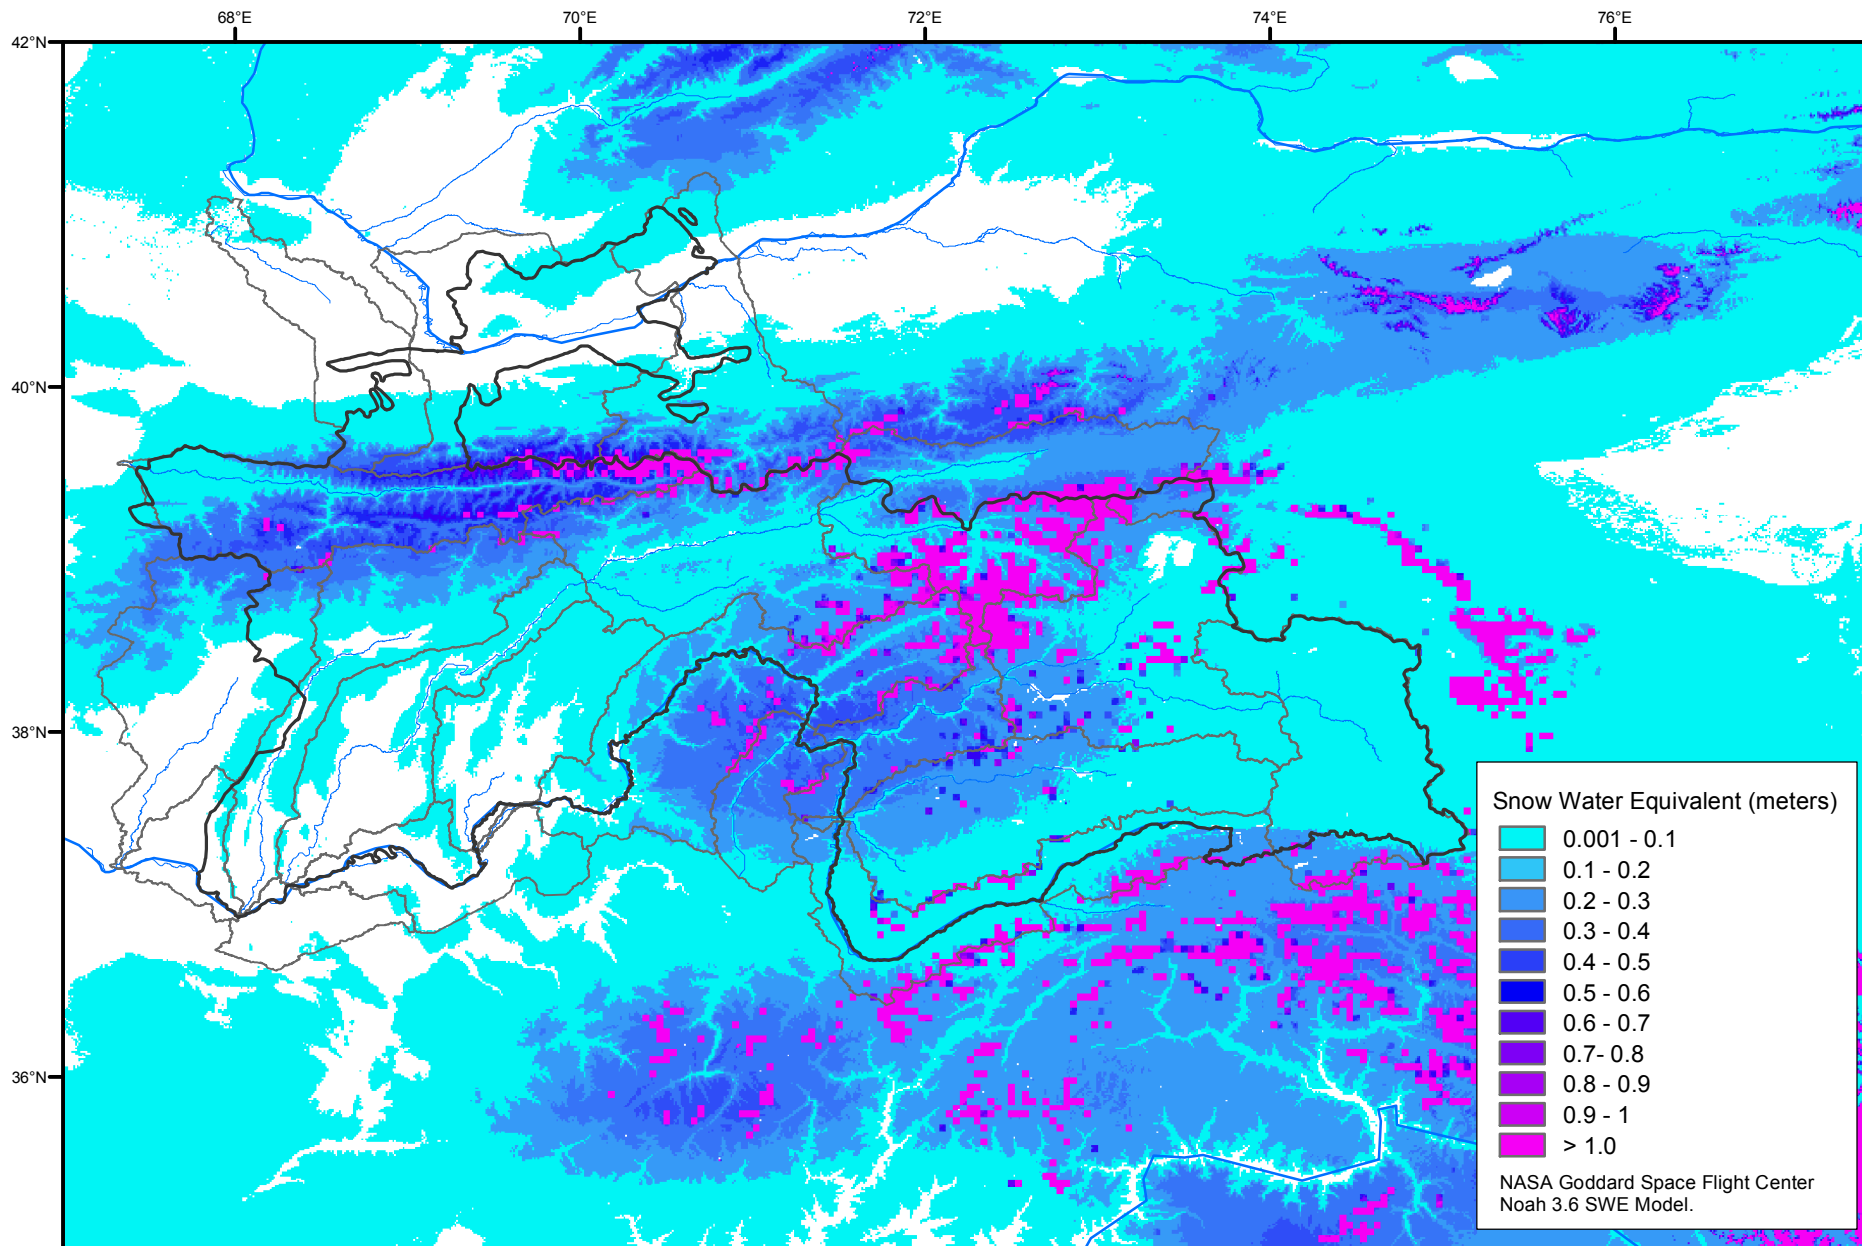 68°E 70°E 72°E 74°E 76°E
42°N
40°N
38°N
36°N
Snow Water Equivalent (meters)
0.001 - 0.1
0.1 - 0.2
0.2 - 0.3
0.3 - 0.4
0.4 - 0.5
0.5 - 0.6
0.6 - 0.7
0.7- 0.8
0.8 - 0.9
0.9 - 1
> 1.0
NASA Goddard Space Flight Center
Noah 3.6 SWE Model.